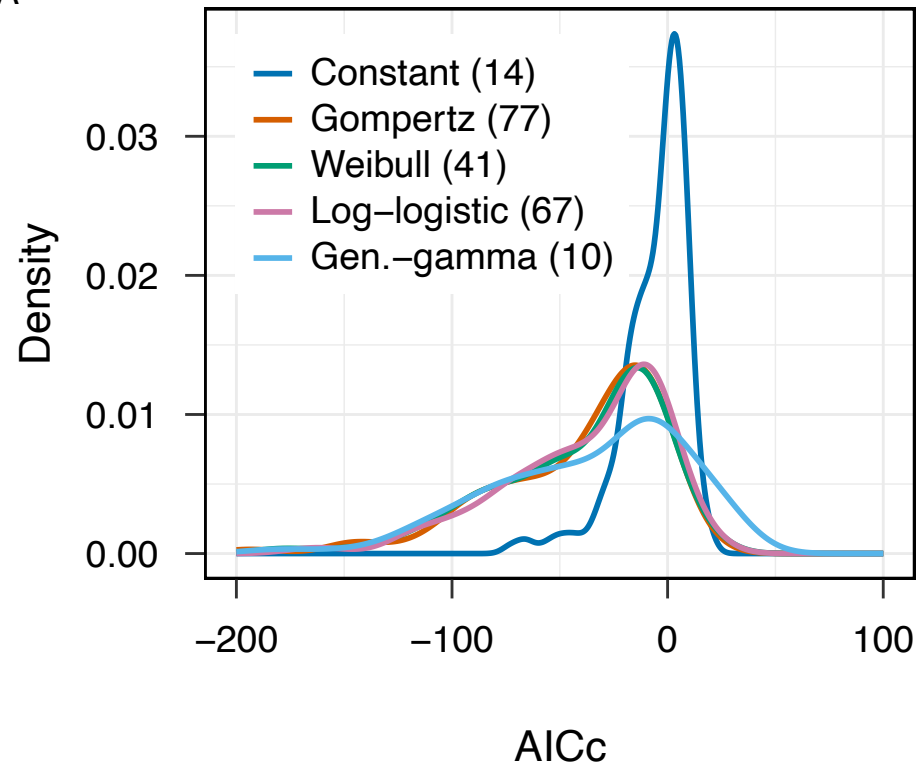 Constant (14)
Gompertz (77)
Weibull (41)
Log−logistic (67)
Gen.−gamma (10)
Density
0.03
0.02
0.01
0.00
−200 −100 0 100
AICc